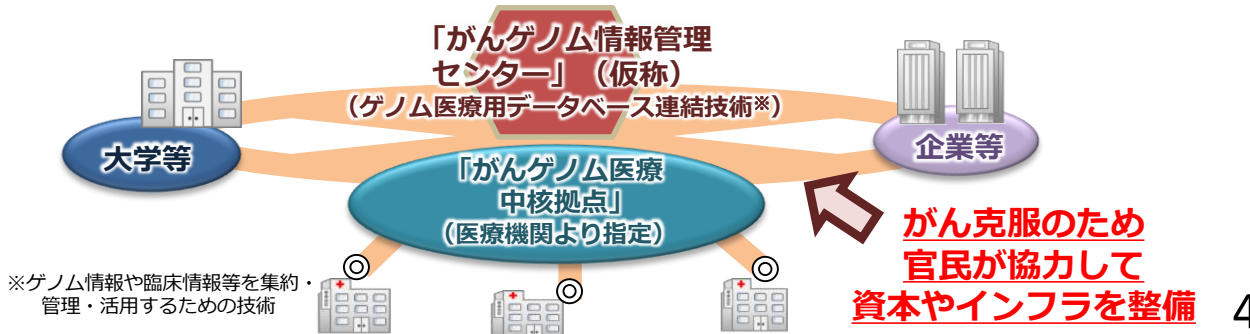 「がんゲノム情報管理
センター」（仮称）
（ゲノム医療用データベース連結技術※）
大学等
企業等
「がんゲノム医療
中核拠点」
（医療機関より指定）
がん克服のため
官民が協力して
資本やインフラを整備
※ゲノム情報や臨床情報等を集約・
管理・活用するための技術
4